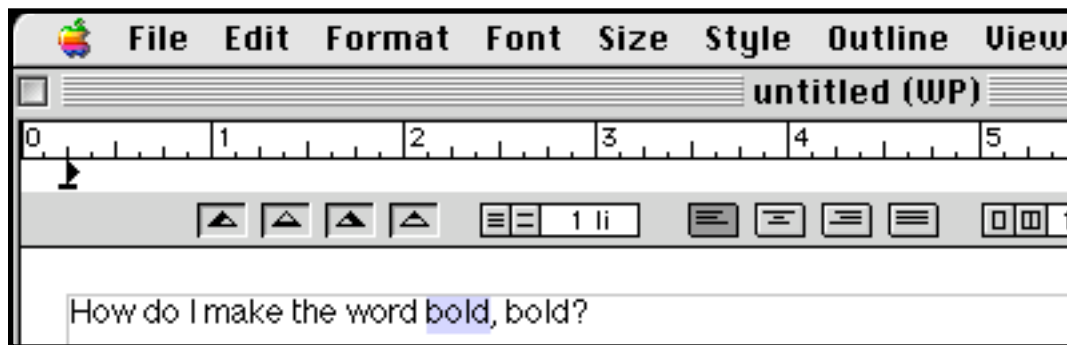 File Edit Format Font Size Style Outline View
untitled (WP)
0 1 2 3 4 5
1 li
How do I make the word bold, bold?